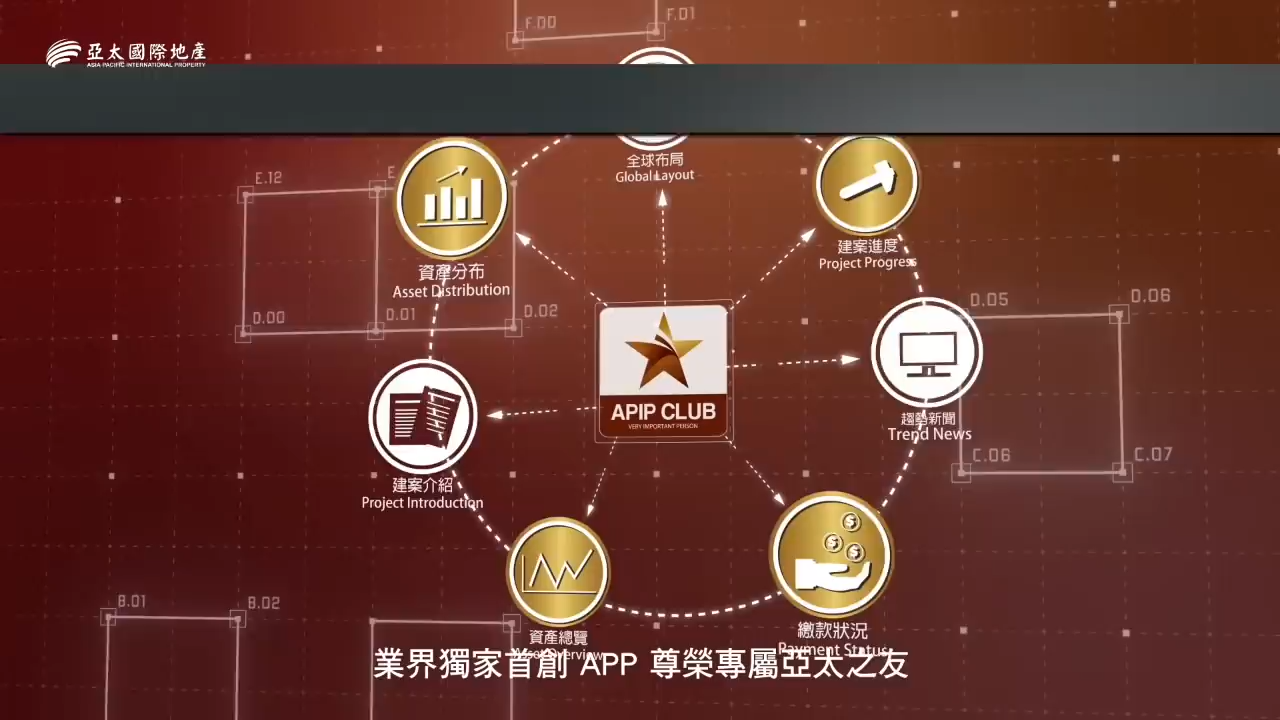 F.00
F.01
亞太國際地產
ASIA PACIFIC INTERNATIONAL PROPERTY
全球布局
Global Layout
E.12
建案進度
Project Progress
資產分布
Asset Distribution
D.00
D.01
D.02
D.05
D.06
APIP CLUB
VERY IMPORTANT PERSON
趨勢新聞
Trend News
C.06
C.07
建案介紹
Project Introduction
B.01
B.02
資產總覽
Asset Overview
繳款狀況
Payment Status
業界獨家首創 APP 尊榮專屬亞太之友